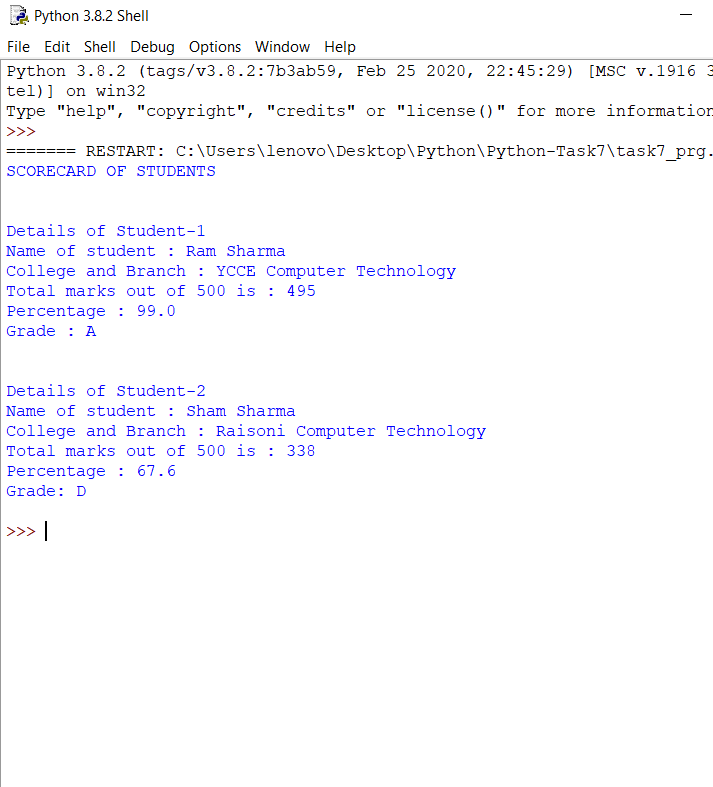 Python 3.8.2 Shell
File Edit Shell Debug Options Window Help
Python 3.8.2 (tags/v3.8.2:7b3ab59, Feb 25 2020, 22:45:29) [MSC v.1916 3
tel)] on win32
Type "help", "copyright", "credits" or "license()" for more information
>>>
======= RESTART: C:\Users\lenovo\Desktop\Python\Python-Task7\task7_prg.
SCORECARD OF STUDENTS
Details of Student-1
Name of student : Ram Sharma
College and Branch : YCCE Computer Technology
Total marks out of 500 is : 495
Percentage : 99.0
Grade : A
Details of Student-2
Name of student : Sham Sharma
College and Branch : Raisoni Computer Technology
Total marks out of 500 is : 338
Percentage : 67.6
Grade: D
>>>